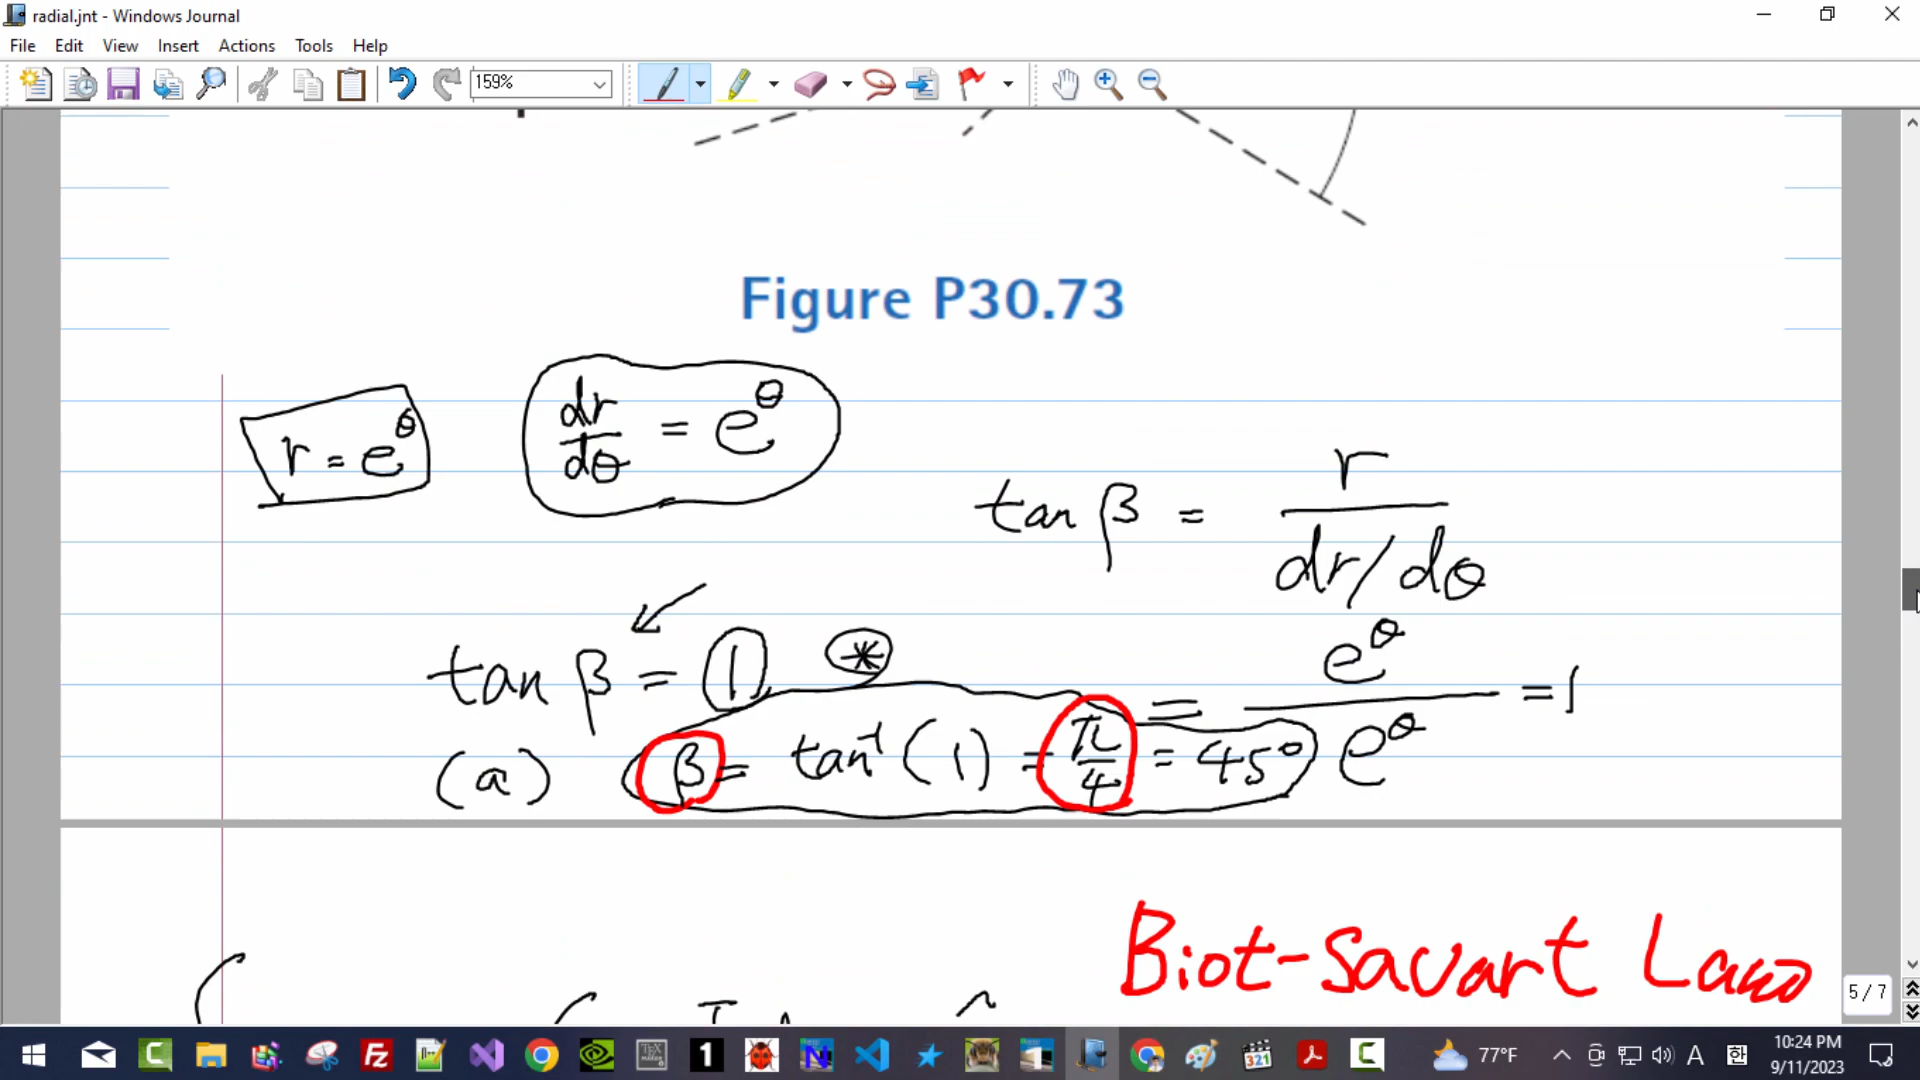 radial.jnt - Windows Journal
File Edit View Insert Actions Tools Help
159%
Figure P30.73
r = e^θ
dr/dθ = e^θ
tan β = r / (dr/dθ)
tan β = 1 *
= e^θ / e^θ = 1
(a) β = tan⁻¹(1) = π/4 = 45°
Biot-Savart Law
5 / 7
77°F
A
한
10:24 PM
9/11/2023